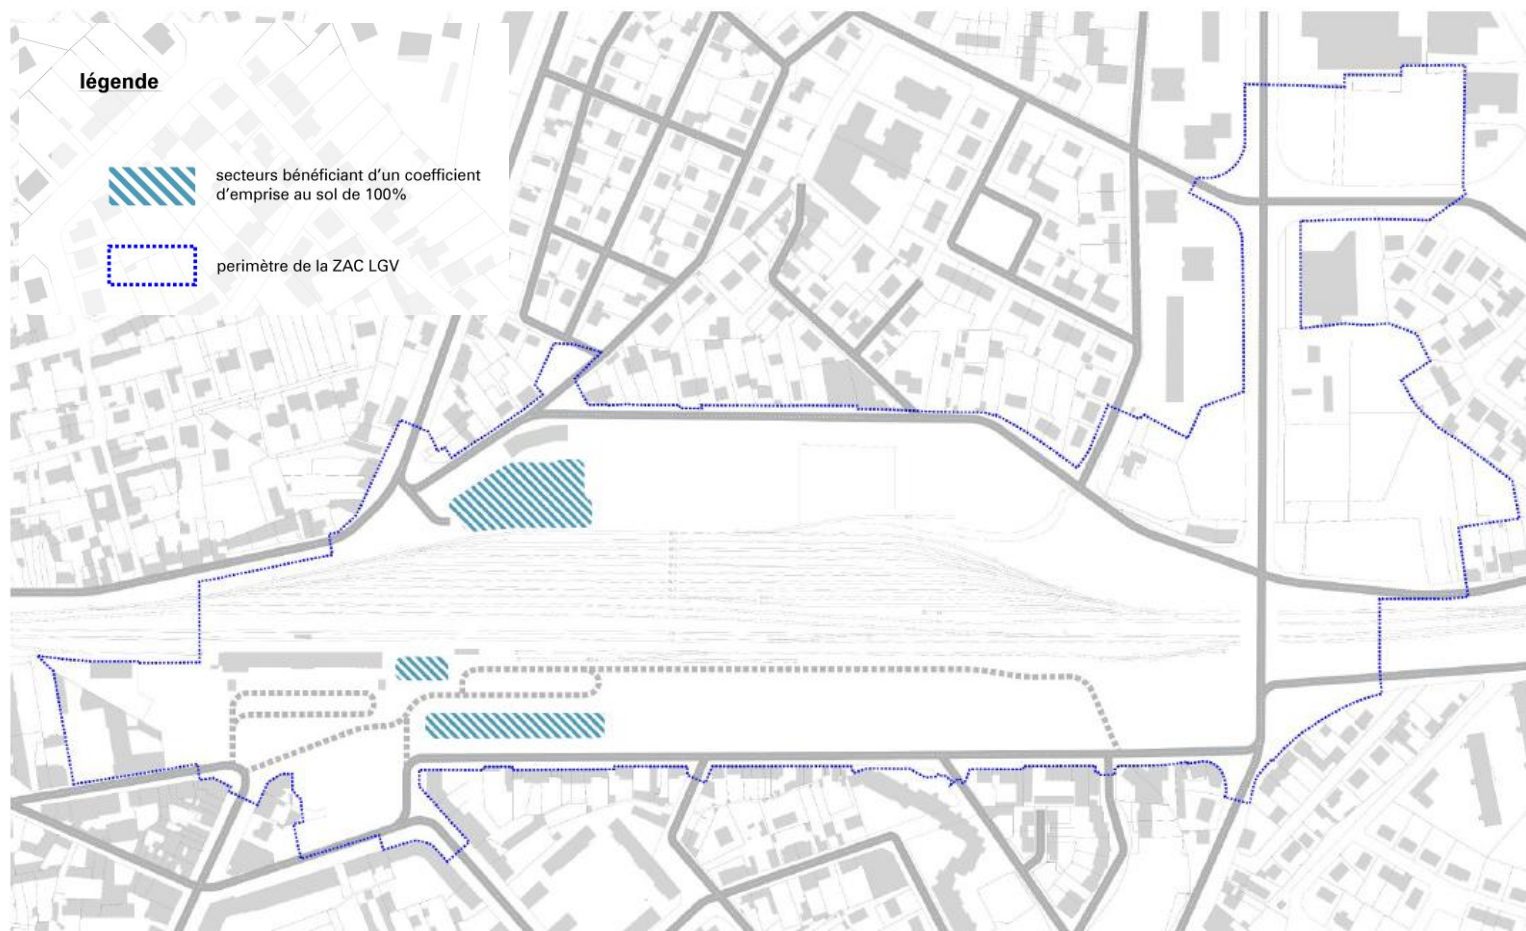 légende
secteurs bénéficiant d'un coefficient
d'emprise au sol de 100%
perimètre de la ZAC LGV